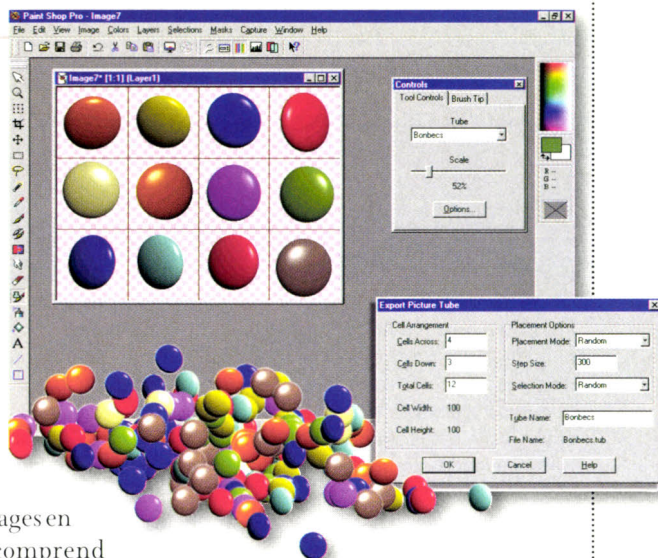 Paint Shop Pro - Image7
File Edit View Image Colors Layers Selections Masks Capture Window Help
Image7* [1:1] (Layer1)
Controls
Tool Controls Brush Tip
Tube
Bonbecs
Scale
52%
Options...
R --
G --
B --
Export Picture Tube
Cell Arrangement
Cells Across: 4
Cells Down: 3
Total Cells: 12
Cell Width: 100
Cell Height: 100
Placement Options
Placement Mode: Random
Step Size: 300
Selection Mode: Random
Tube Name: Bonbecs
File Name: Bonbecs.tub
OK Cancel Help
ages en
comprend